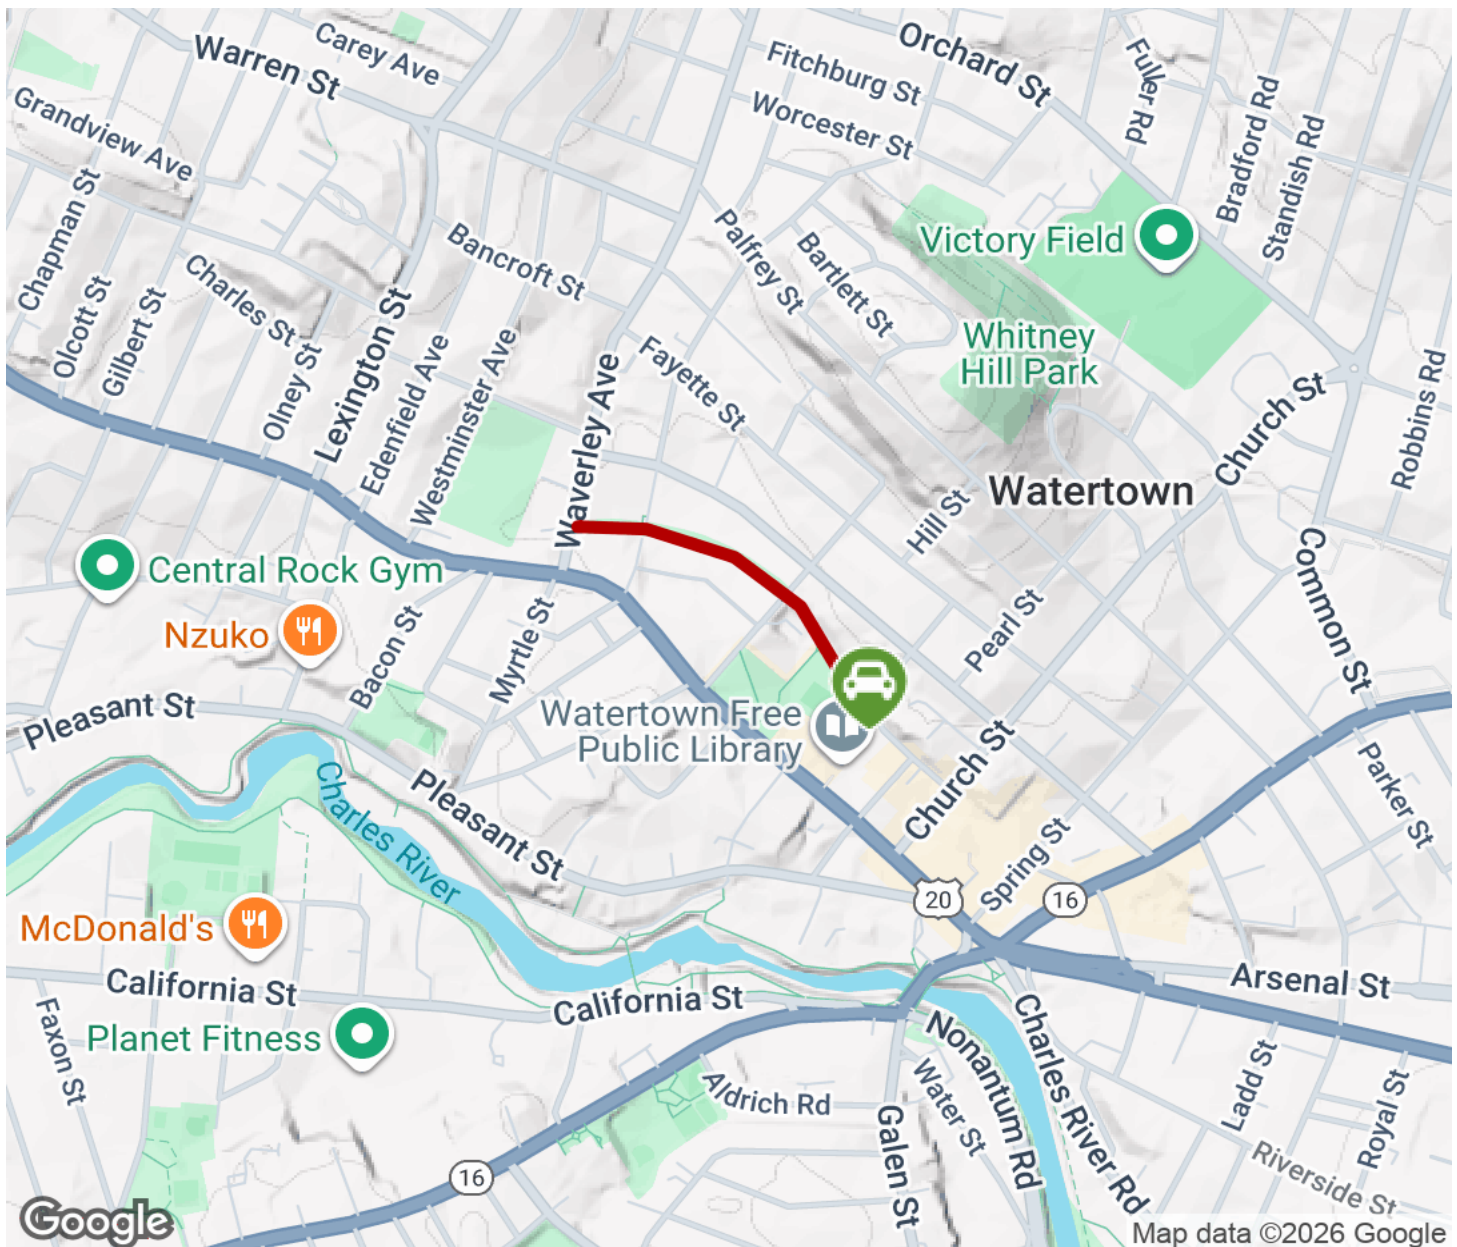 Carey Ave
Warren St
Orchard St
Fitchburg St
Fuller Rd
Worcester St
Bradford Rd
Standish Rd
Grandview Ave
Chapman St
Palfrey St
Bartlett St
Victory Field
Bancroft St
Charles St
Olcott St
Gilbert St
Lexington St
Whitney
Hill Park
Olney St
Edenfield Ave
Westminster Ave
Waverley Ave
Fayette St
Church St
Robbins Rd
Watertown
Hill St
Central Rock Gym
Common St
Nzuko
Bacon St
Myrtle St
Pearl St
Pleasant St
Watertown Free
Public Library
Church St
Parker St
Charles River
Pleasant St
Spring St
20
16
McDonald's
California St
California St
Arsenal St
Faxon St
Planet Fitness
Nonantum Rd
Charles River Rd
Water St
Aldrich Rd
Galen St
Ladd St
Royal St
Riverside St
16
Google
Map data ©2026 Google